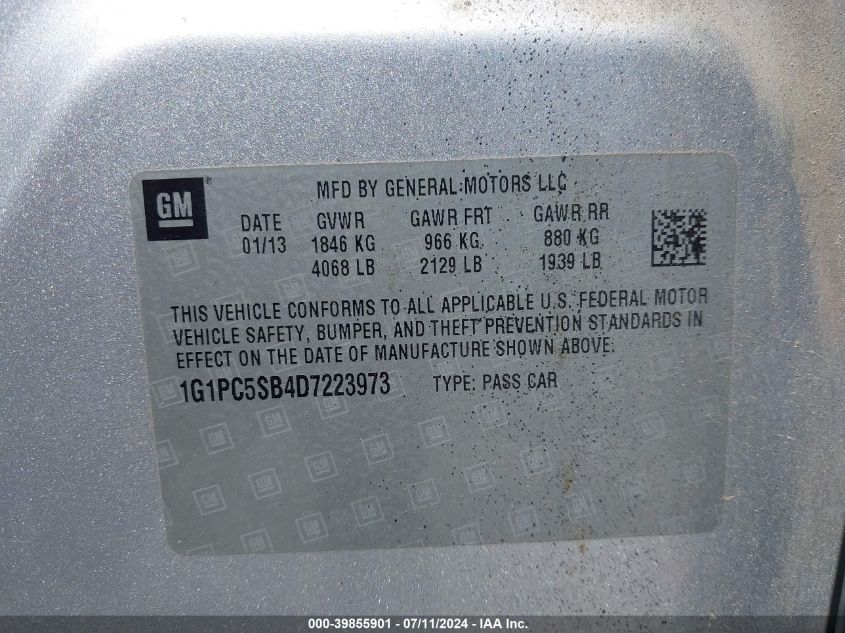 GM ®
MFD BY GENERAL MOTORS LLC
DATE GVWR GAWR FRT GAWR RR
01/13 1846 KG 966 KG 880 KG
4068 LB 2129 LB 1939 LB
THIS VEHICLE CONFORMS TO ALL APPLICABLE U.S. FEDERAL MOTOR
VEHICLE SAFETY, BUMPER, AND THEFT PREVENTION STANDARDS IN
EFFECT ON THE DATE OF MANUFACTURE SHOWN ABOVE.
1G1PC5SB4D7223973 TYPE: PASS CAR
000-39855901 - 07/11/2024 - IAA Inc.